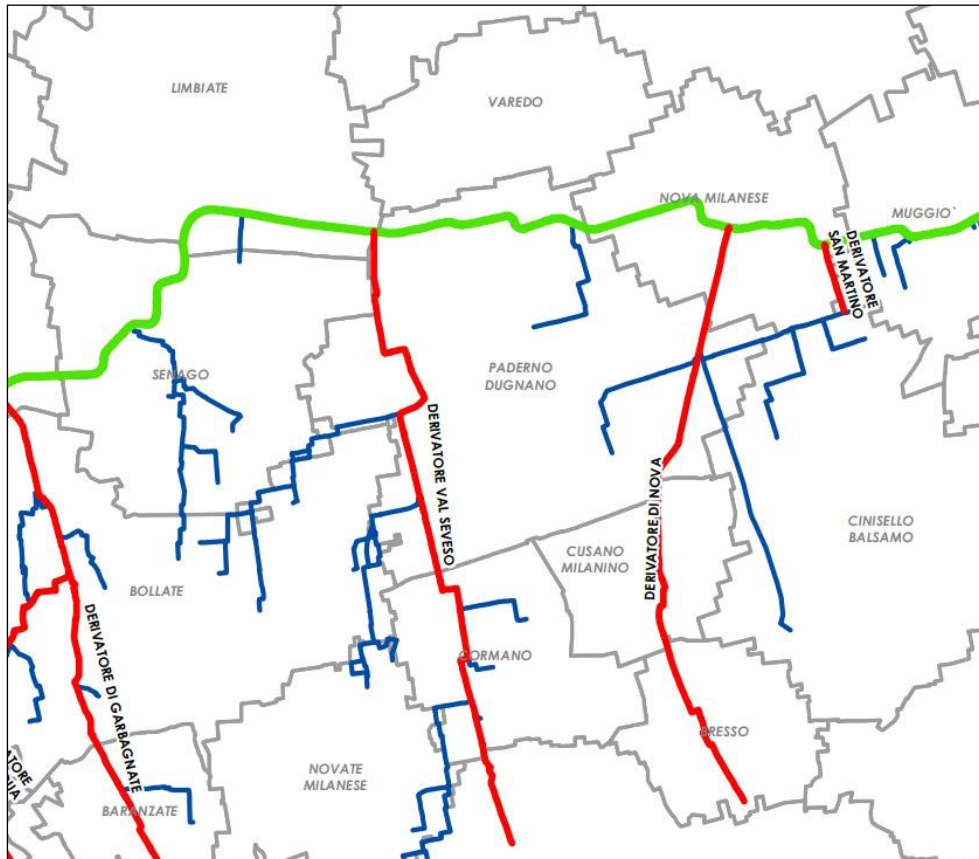 LIMBIATE
VAREDO
NOVA MILANESE
MUGGIO`
DERIVATORE
SAN MARTINO
SENAGO
PADERNO
DUGNANO
DERIVATORE VAL SEVESO
DERIVATORE DI NOVA
CINISELLO
BALSAMO
CUSANO
MILANINO
BOLLATE
DERIVATORE DI GARBAGNATE
CORMANO
BRESSO
NOVATE
MILANESE
BARANZATE